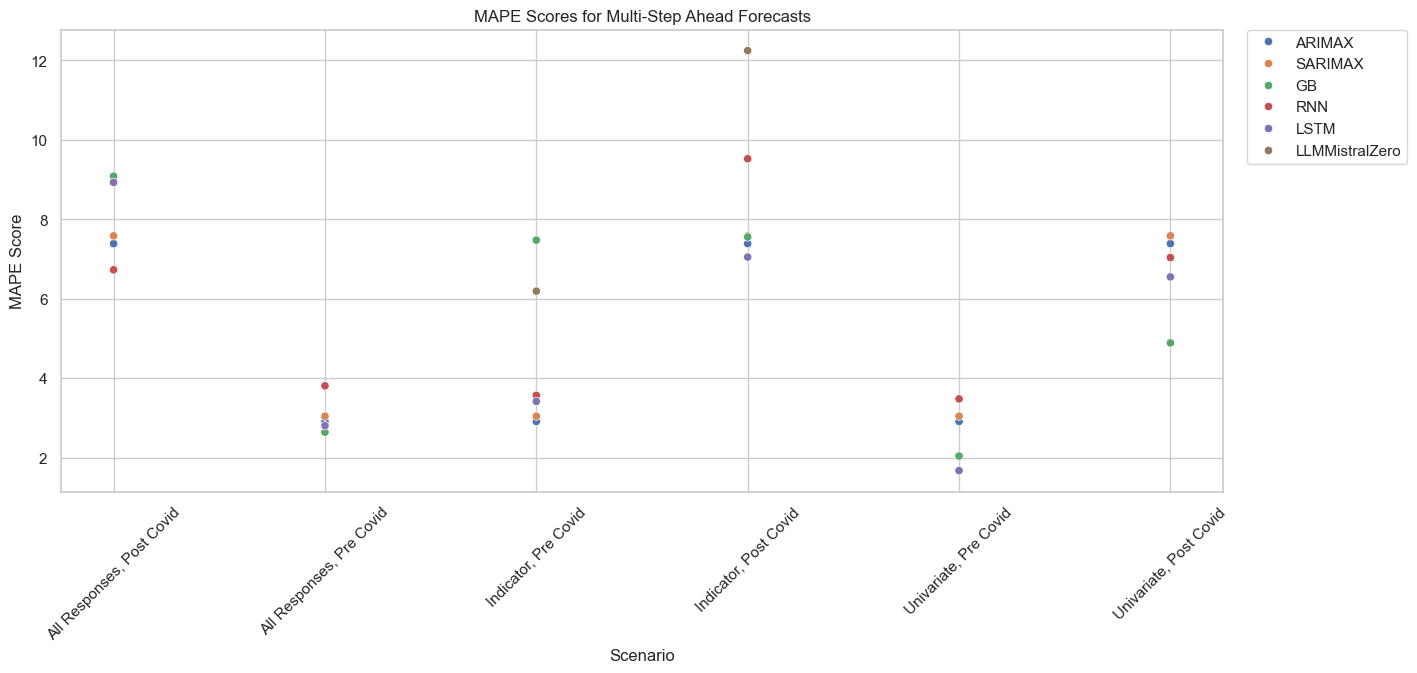 MAPE Scores for Multi-Step Ahead Forecasts
ARIMAX
SARIMAX
GB
RNN
LSTM
LLMMistralZero
MAPE Score
12
10
8
6
4
2
All Responses, Post Covid
All Responses, Pre Covid
Indicator, Pre Covid
Indicator, Post Covid
Univariate, Pre Covid
Univariate, Post Covid
Scenario